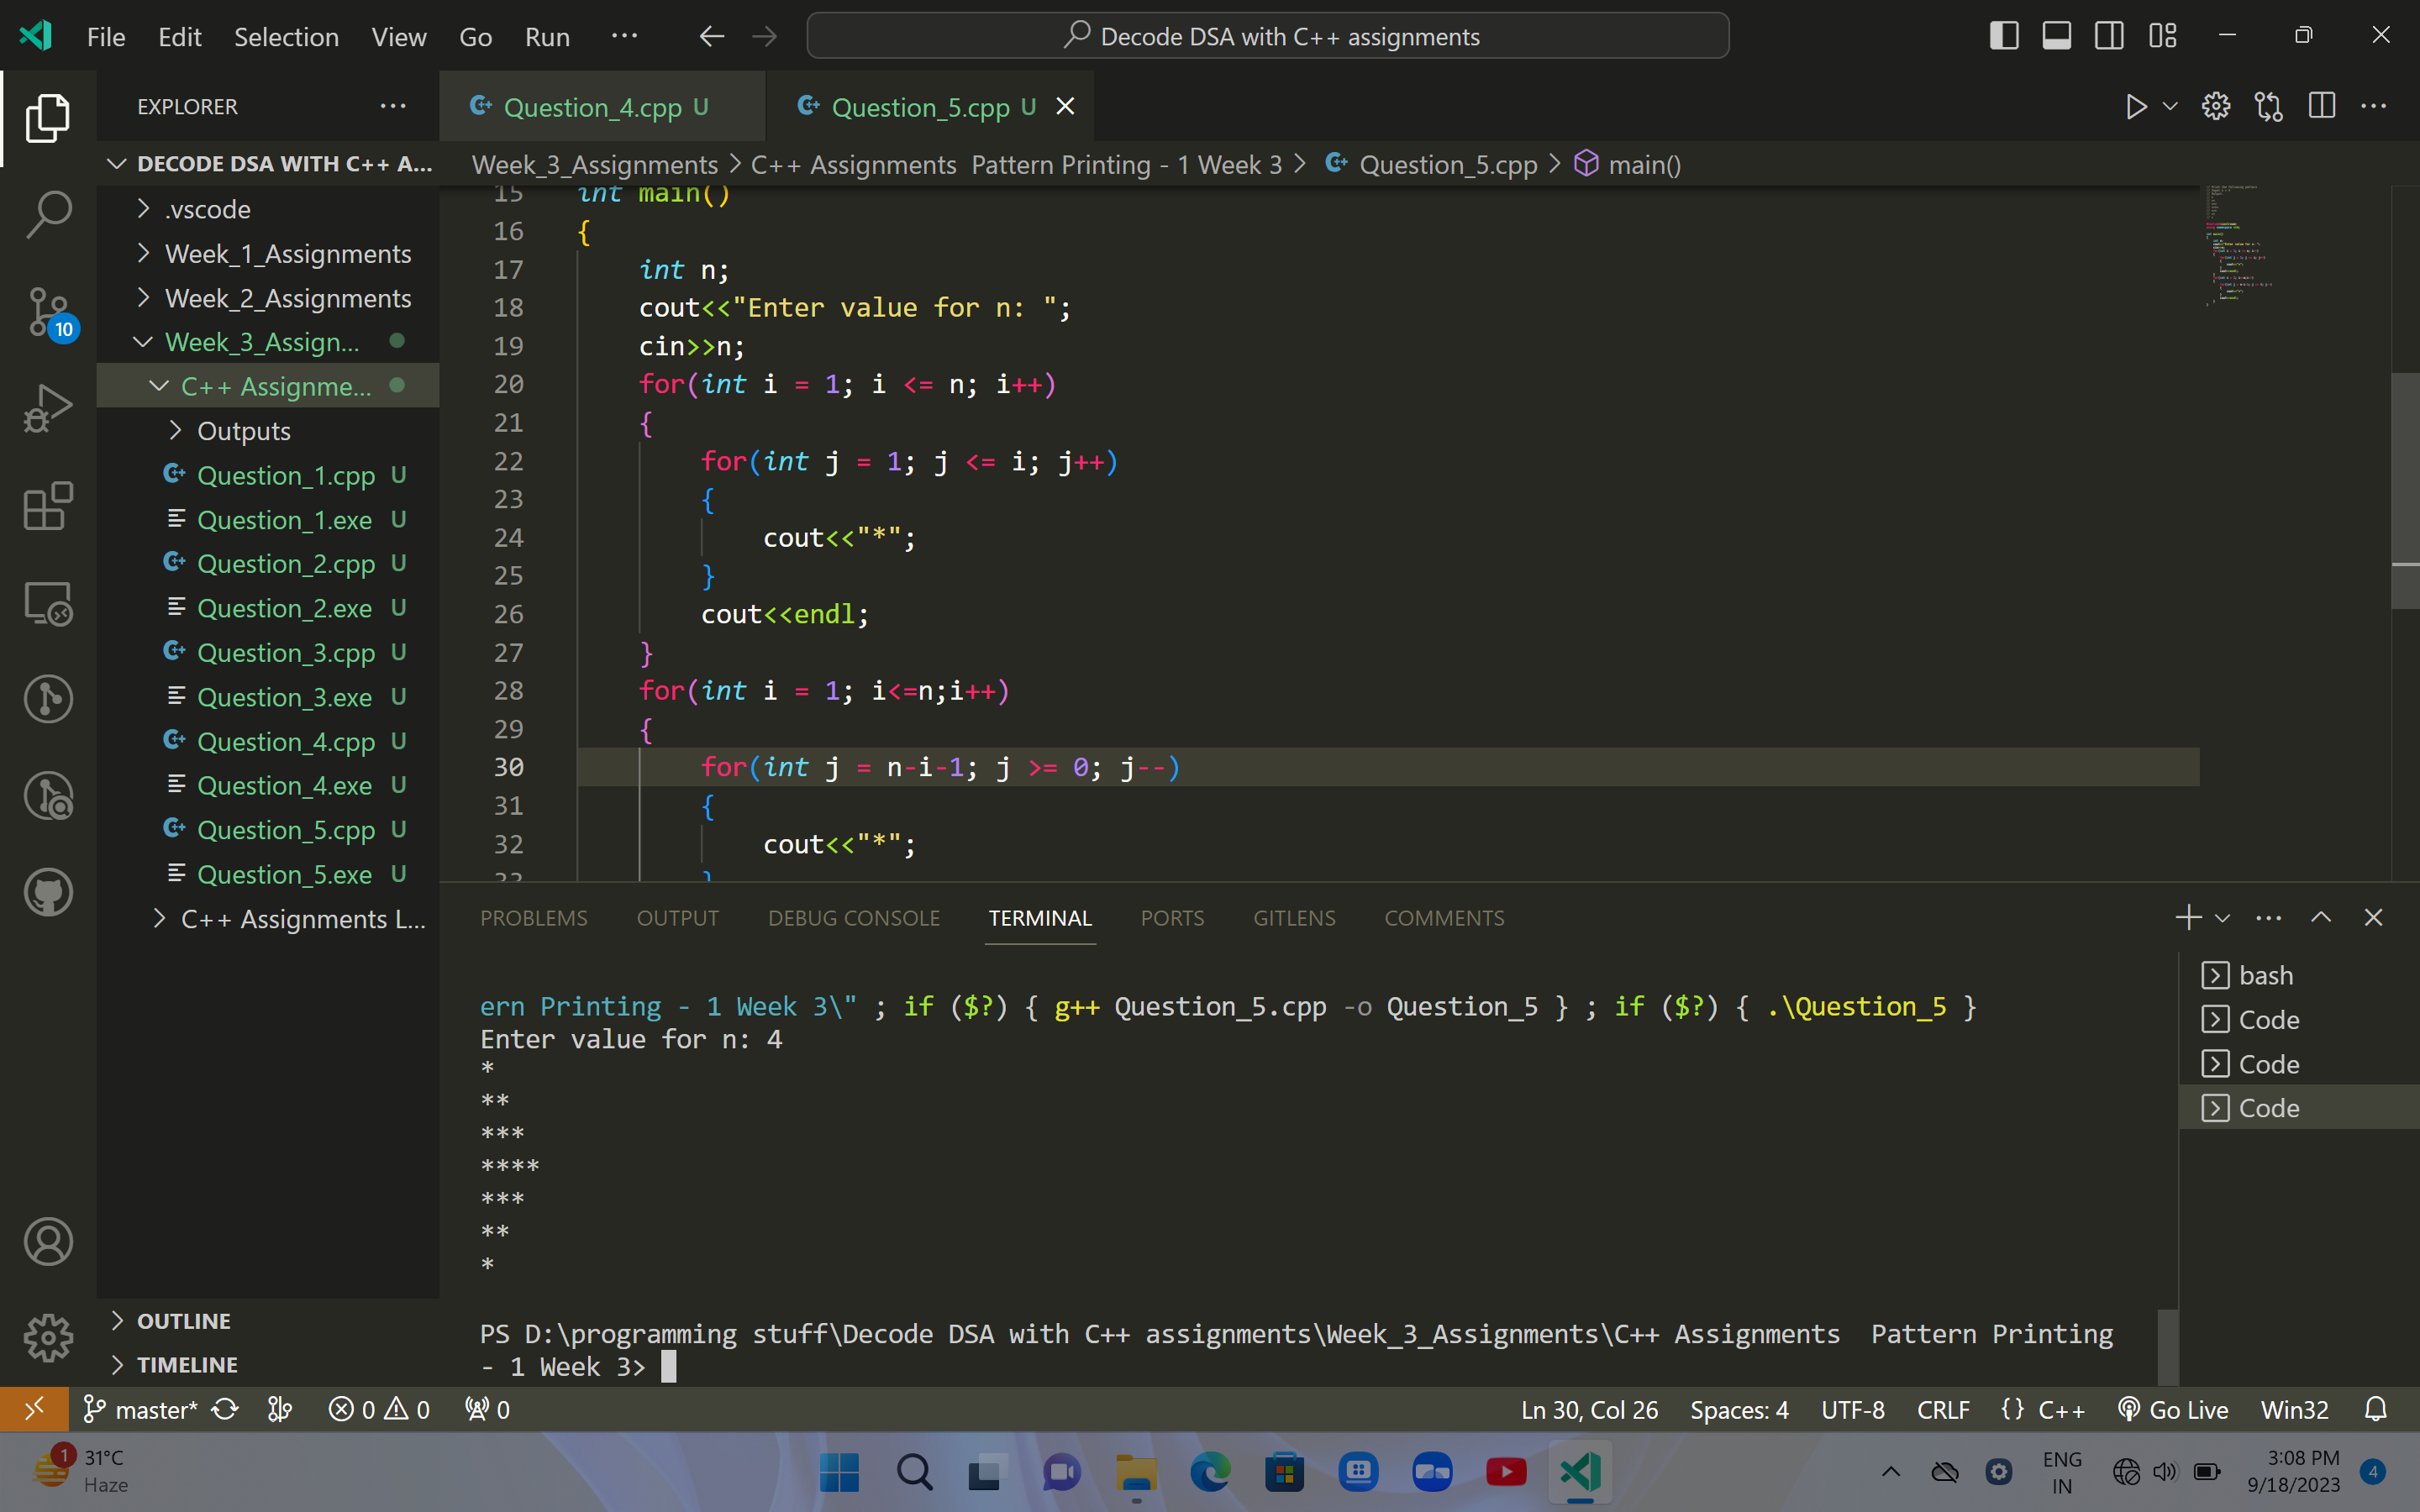 File Edit Selection View Go Run ··· Decode DSA with C++ assignments
EXPLORER ···
Question_4.cpp U Question_5.cpp U
DECODE DSA WITH C++ A...
Week_3_Assignments > C++ Assignments Pattern Printing - 1 Week 3 > Question_5.cpp > main()
.vscode
Week_1_Assignments
Week_2_Assignments
Week_3_Assign...
C++ Assignme...
Outputs
Question_1.cpp U
Question_1.exe U
Question_2.cpp U
Question_2.exe U
Question_3.cpp U
Question_3.exe U
Question_4.cpp U
Question_4.exe U
Question_5.cpp U
Question_5.exe U
C++ Assignments L...
OUTLINE
TIMELINE
10
15 int main()
16 {
17 int n;
18 cout<<"Enter value for n: ";
19 cin>>n;
20 for(int i = 1; i <= n; i++)
21 {
22 for(int j = 1; j <= i; j++)
23 {
24 cout<<"*";
25 }
26 cout<<endl;
27 }
28 for(int i = 1; i<=n;i++)
29 {
30 for(int j = n-i-1; j >= 0; j--)
31 {
32 cout<<"*";
33 }
PROBLEMS OUTPUT DEBUG CONSOLE TERMINAL PORTS GITLENS COMMENTS
ern Printing - 1 Week 3\" ; if ($?) { g++ Question_5.cpp -o Question_5 } ; if ($?) { .\Question_5 }
Enter value for n: 4
*
**
***
****
***
**
*
PS D:\programming stuff\Decode DSA with C++ assignments\Week_3_Assignments\C++ Assignments  Pattern Printing
- 1 Week 3>
bash
Code
Code
Code
master* 0 0 0 Ln 30, Col 26 Spaces: 4 UTF-8 CRLF {} C++ Go Live Win32
1 31°C
Haze
ENG
IN
3:08 PM
9/18/2023
4